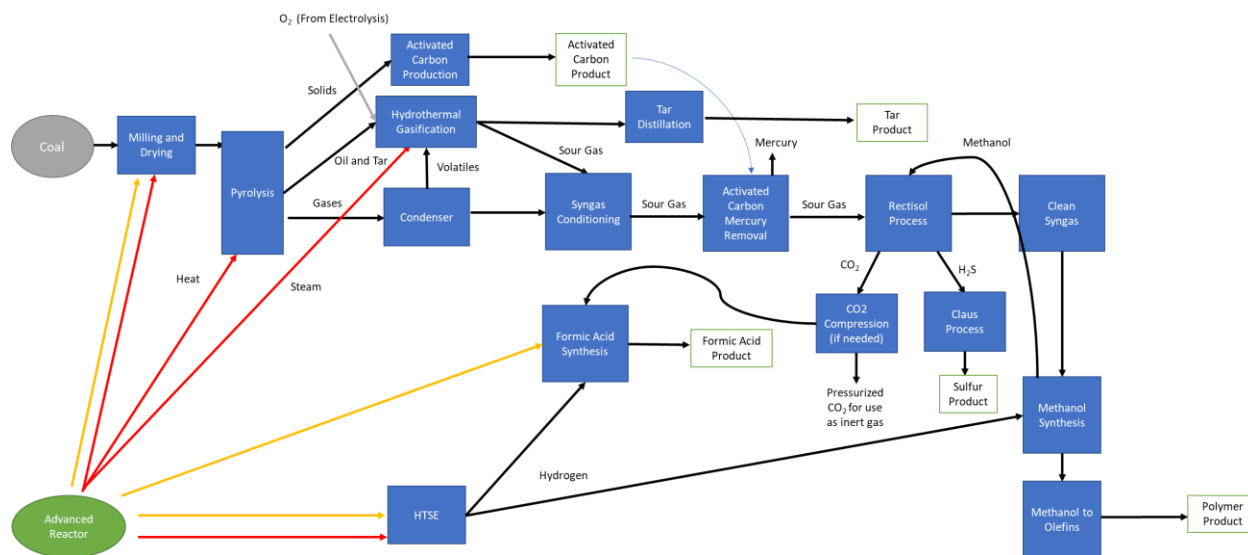 O₂ (From Electrolysis)
Activated
Carbon
Production
Activated
Carbon
Product
Solids
Coal
Milling and
Drying
Pyrolysis
Hydrothermal
Gasification
Oil and Tar
Volatiles
Gases
Condenser
Tar
Distillation
Tar
Product
Sour Gas
Mercury
Methanol
Syngas
Conditioning
Sour Gas
Activated
Carbon
Mercury
Removal
Sour Gas
Rectisol
Process
Clean
Syngas
Heat
Steam
CO₂
H₂S
Formic Acid
Synthesis
Formic Acid
Product
CO2
Compression
(if needed)
Claus
Process
Pressurized
CO₂ for use
as inert gas
Sulfur
Product
Methanol
Synthesis
Hydrogen
Advanced
Reactor
HTSE
Methanol to
Olefins
Polymer
Product